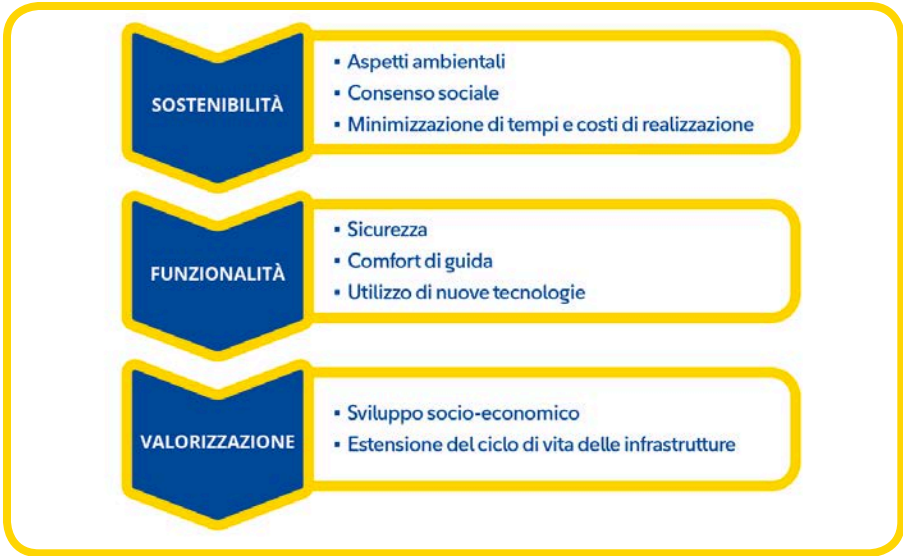 SOSTENIBILITÀ
▪ Aspetti ambientali
▪ Consenso sociale
▪ Minimizzazione di tempi e costi di realizzazione
FUNZIONALITÀ
▪ Sicurezza
▪ Comfort di guida
▪ Utilizzo di nuove tecnologie
VALORIZZAZIONE
▪ Sviluppo socio-economico
▪ Estensione del ciclo di vita delle infrastrutture